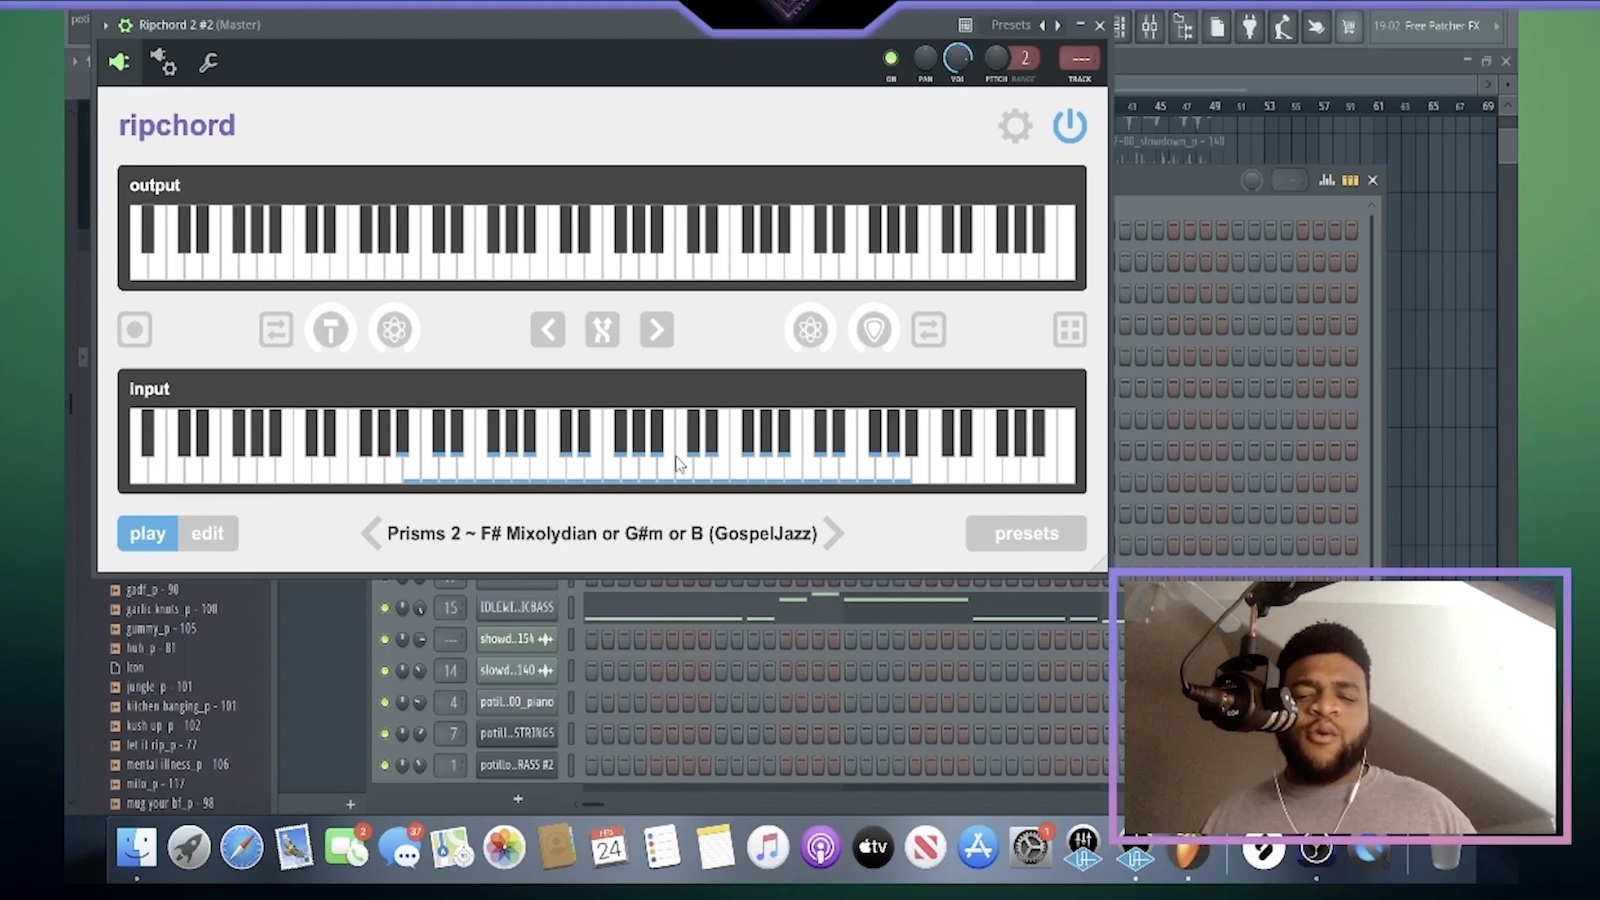 Ripchord 2 #2 (Master)
Presets
19-02 Free Patcher FX
ON
PAN
VOL
PITCH
RANGE
2
---
TRACK
ripchord
43 45 47 49 51 53 55 57 59 61 63 65 67 69
output
input
play
edit
Prisms 2 ~ F# Mixolydian or G#m or B (GospelJazz)
presets
gadf_p - 90
garlic knots_p - 100
gummy_p - 105
huh_p - 81
Icon
jungle_p - 101
kitchen banging_p - 101
kush up_p - 102
let it rip_p - 77
mental illness_p 106
milo_p - 117
mug your bf_p - 98
15
IDLEWI..ICBASS
---
showd..154
14
slowd..140
4
potil..00_piano
7
potill..STRINGS
1
potillo..BASS #2
2
37
24
tv
1